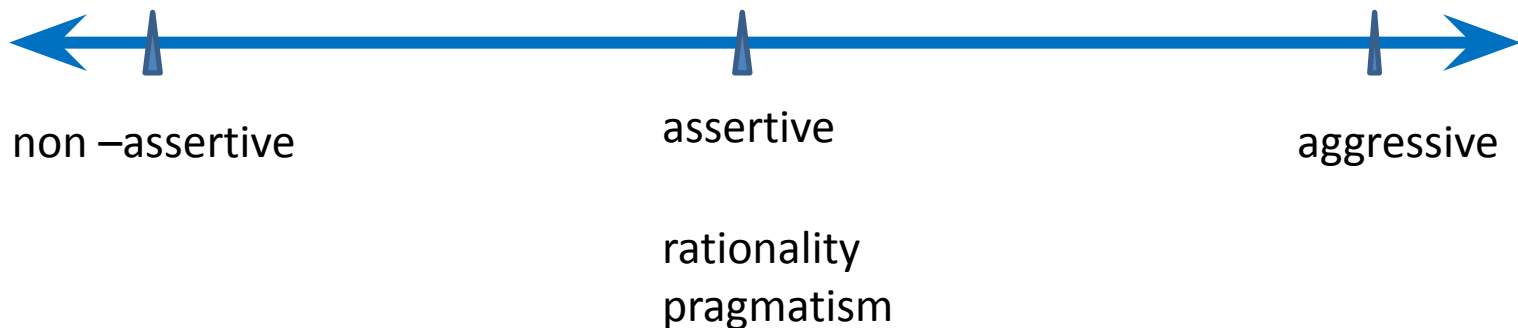 non –assertive
assertive
aggressive
rationality
pragmatism